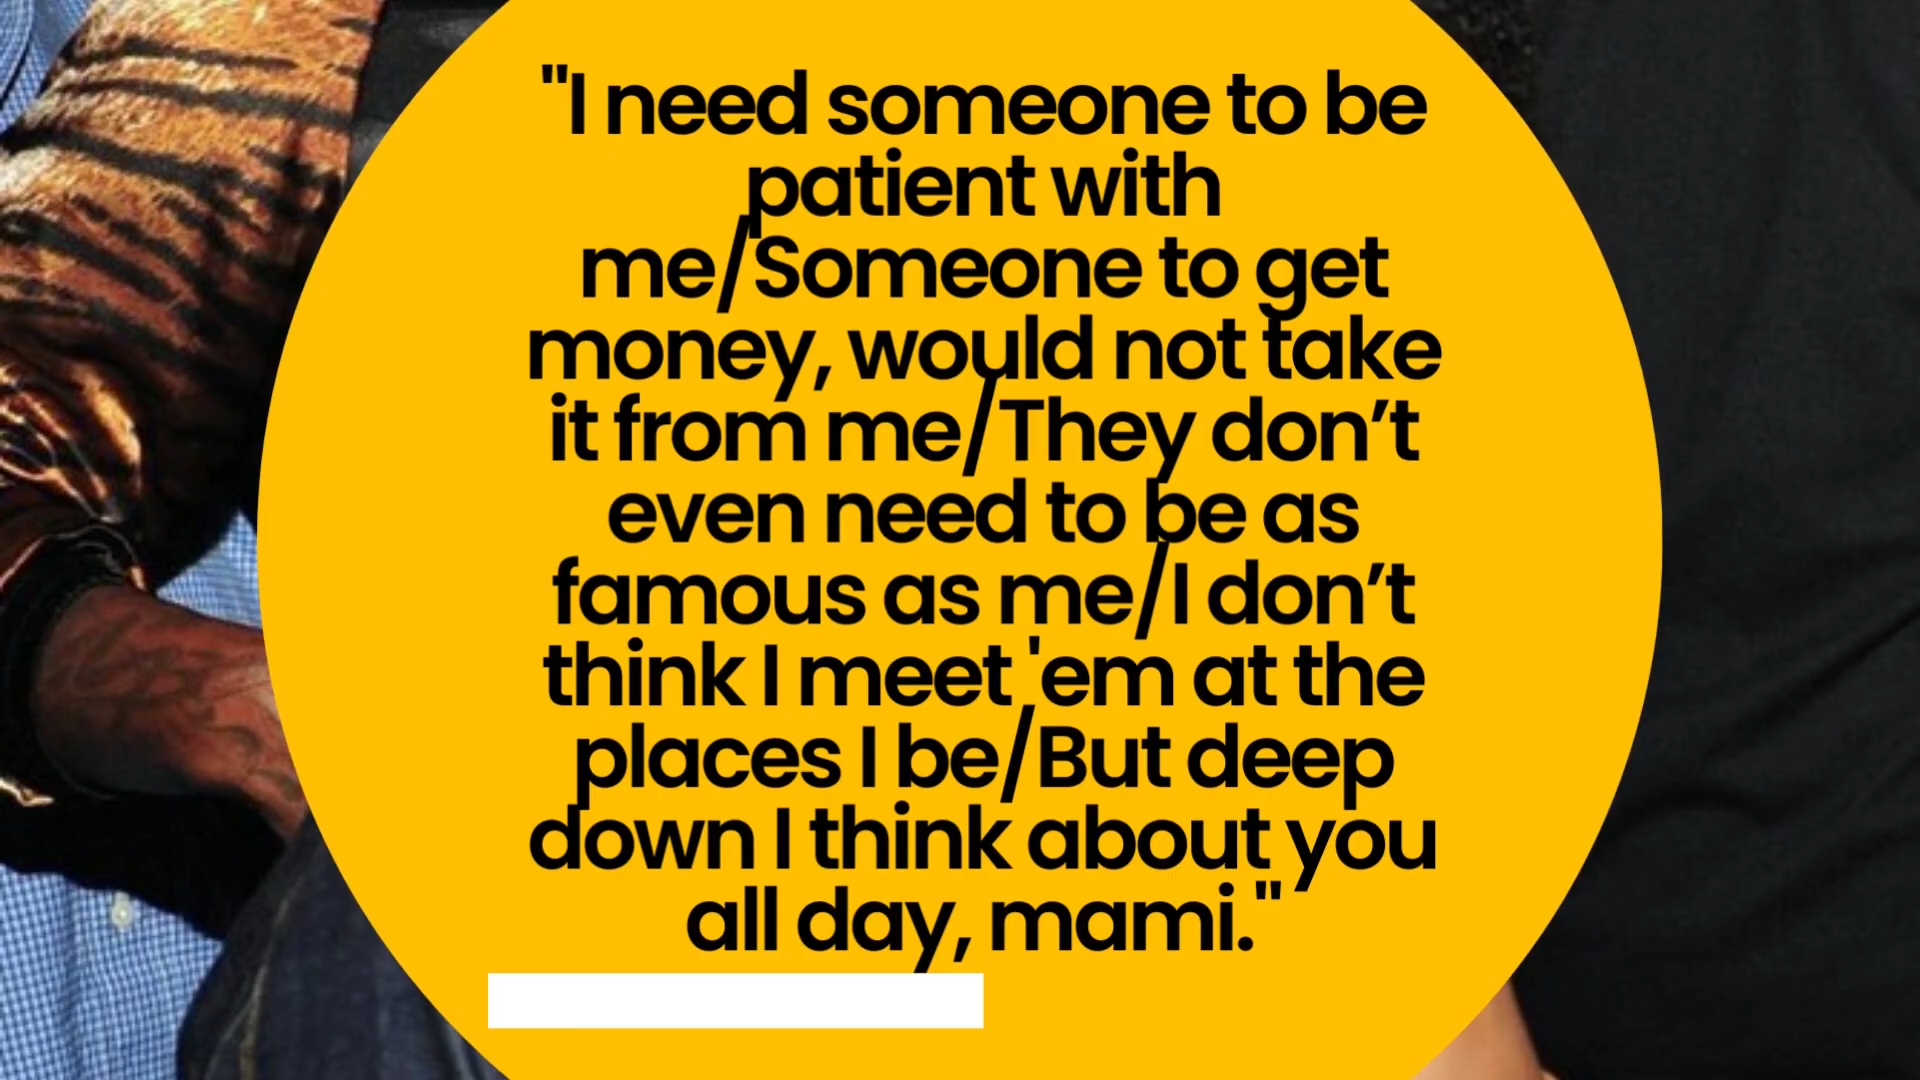 "I need someone to be
patient with
me/Someone to get
money, would not take
it from me/They don’t
even need to be as
famous as me/I don’t
think I meet 'em at the
places I be/But deep
down I think about you
all day, mami."